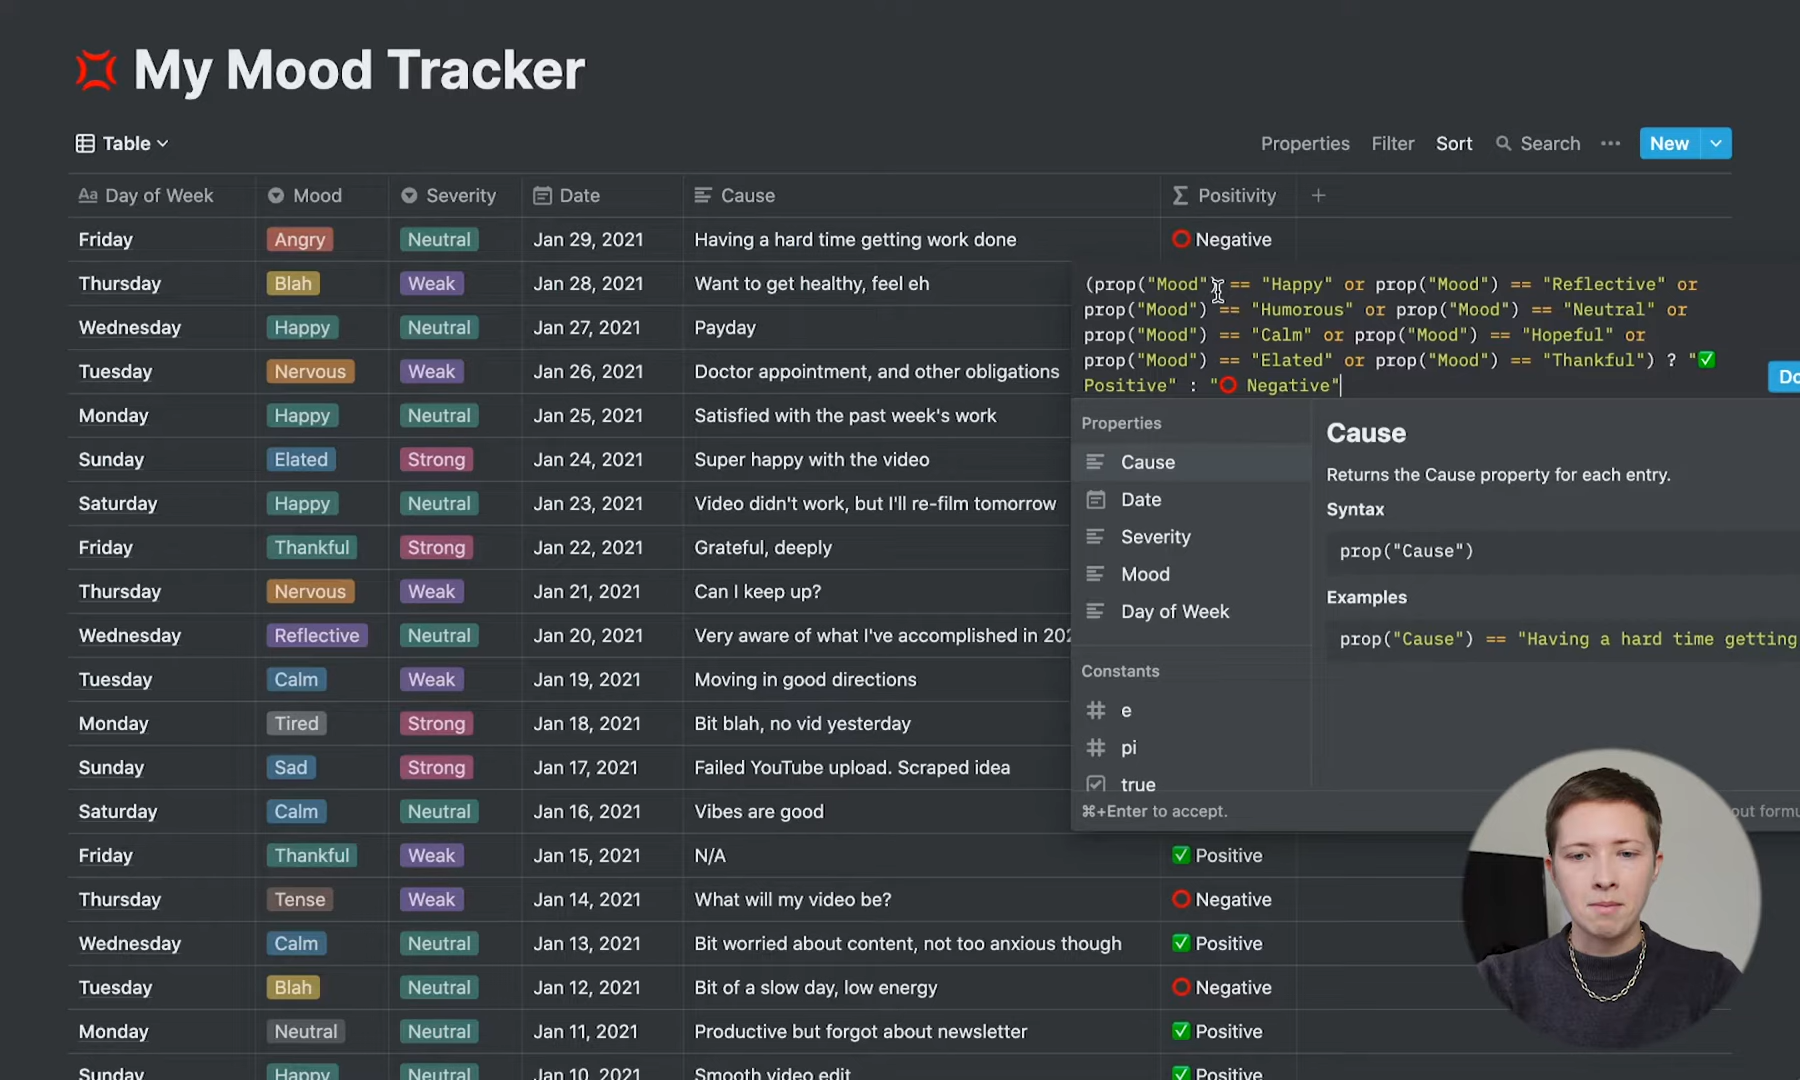 My Mood Tracker
Table
Properties Filter Sort Search ... New
Aa Day of Week Mood Severity Date Cause Σ Positivity +
Friday Angry Neutral Jan 29, 2021 Having a hard time getting work done ⭕ Negative
Thursday Blah Weak Jan 28, 2021 Want to get healthy, feel eh
Wednesday Happy Neutral Jan 27, 2021 Payday
Tuesday Nervous Weak Jan 26, 2021 Doctor appointment, and other obligations
Monday Happy Neutral Jan 25, 2021 Satisfied with the past week's work
Sunday Elated Strong Jan 24, 2021 Super happy with the video
Saturday Happy Neutral Jan 23, 2021 Video didn't work, but I'll re-film tomorrow
Friday Thankful Strong Jan 22, 2021 Grateful, deeply
Thursday Nervous Weak Jan 21, 2021 Can I keep up?
Wednesday Reflective Neutral Jan 20, 2021 Very aware of what I've accomplished in
Tuesday Calm Weak Jan 19, 2021 Moving in good directions
Monday Tired Strong Jan 18, 2021 Bit blah, no vid yesterday
Sunday Sad Strong Jan 17, 2021 Failed YouTube upload. Scraped idea
Saturday Calm Neutral Jan 16, 2021 Vibes are good
Friday Thankful Weak Jan 15, 2021 N/A ✅ Positive
Thursday Tense Weak Jan 14, 2021 What will my video be? ⭕ Negative
Wednesday Calm Neutral Jan 13, 2021 Bit worried about content, not too anxious though ✅ Positive
Tuesday Blah Neutral Jan 12, 2021 Bit of a slow day, low energy ⭕ Negative
Monday Neutral Neutral Jan 11, 2021 Productive but forgot about newsletter ✅ Positive
Sunday Happy Neutral Jan 10, 2021 Smooth video edit ✅ Positive
(prop("Mood") == "Happy" or prop("Mood") == "Reflective" or
prop("Mood") == "Humorous" or prop("Mood") == "Neutral" or
prop("Mood") == "Calm" or prop("Mood") == "Hopeful" or
prop("Mood") == "Elated" or prop("Mood") == "Thankful") ? "✅
Positive" : "⭕ Negative"
Properties
Cause
Date
Severity
Mood
Day of Week
Constants
e
pi
true
⌘+Enter to accept.
Cause
Returns the Cause property for each entry.
Syntax
prop("Cause")
Examples
prop("Cause") == "Having a hard time getting